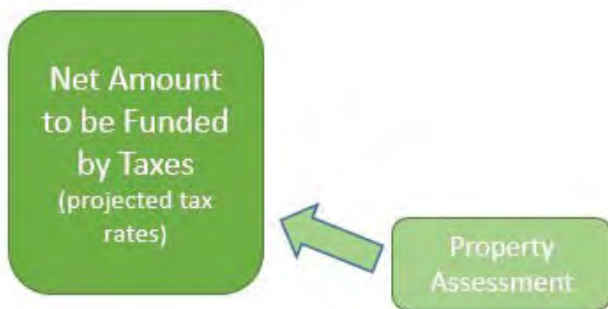 Net Amount
to be Funded
by Taxes
(projected tax
rates)
Property
Assessment